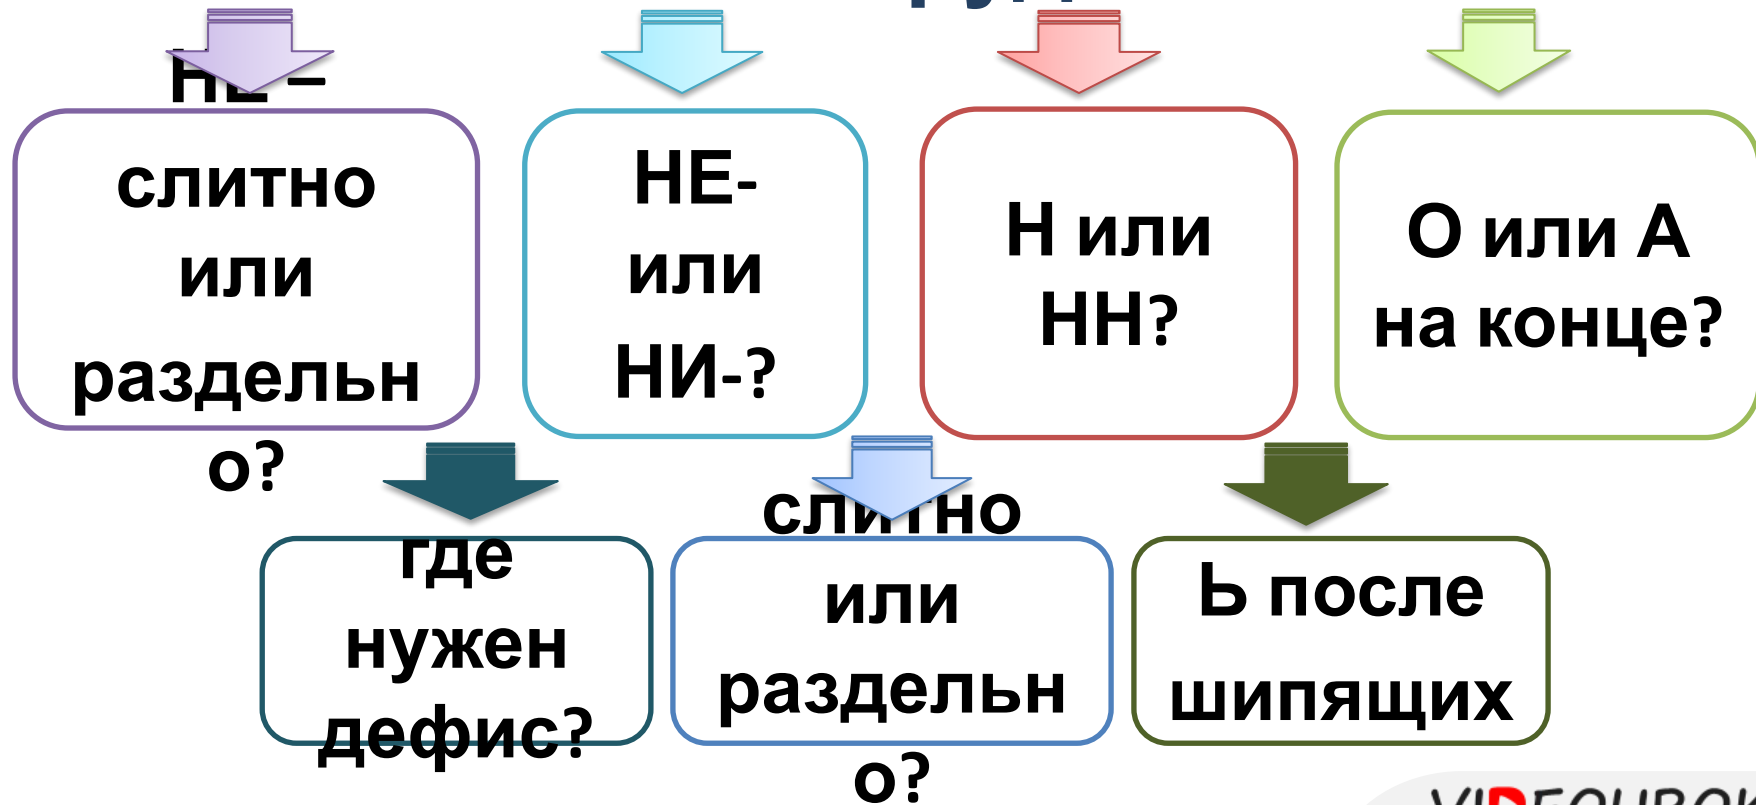 НЕ –
слитно
или
раздельн
о?
НЕ-
или
НИ-?
Н или
НН?
О или А
на конце?
где
нужен
дефис?
слитно
или
раздельн
о?
Ь после
шипящих